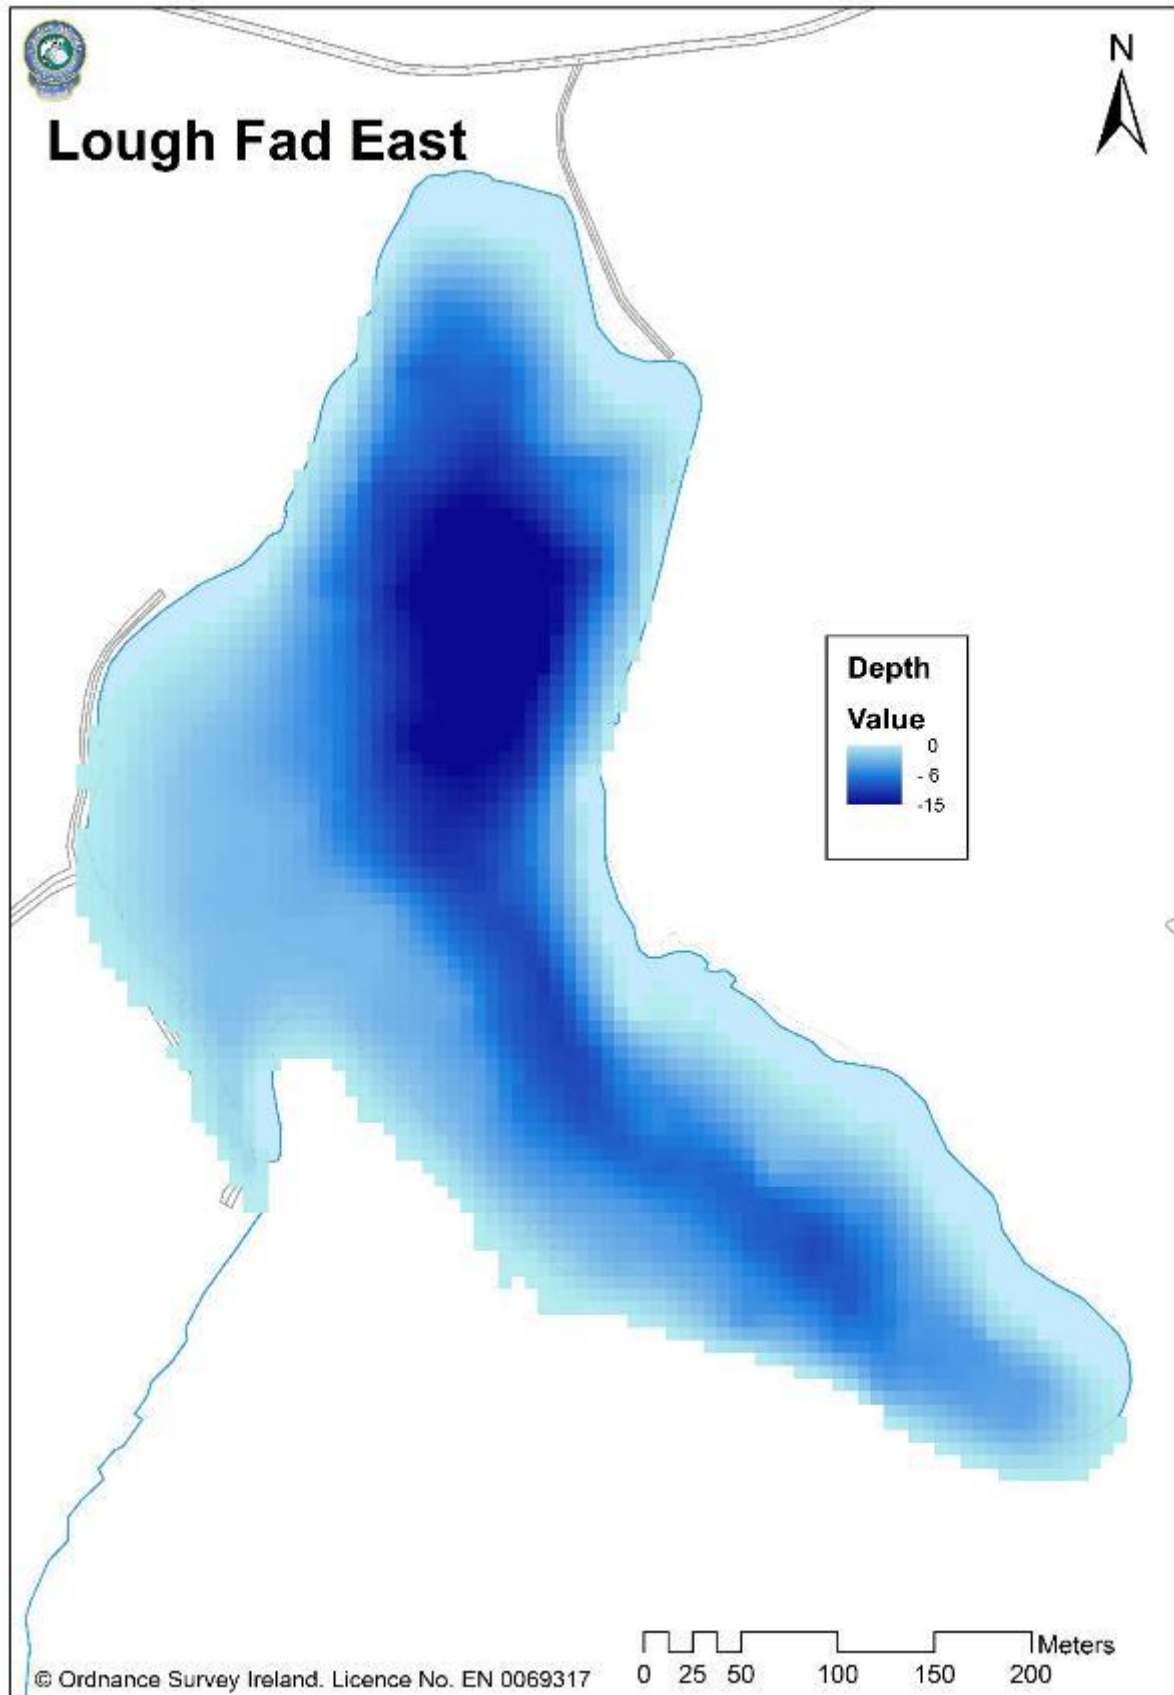 N
Lough Fad East
Depth
Value
0
- 6
-15
Meters
0 25 50 100 150 200
© Ordnance Survey Ireland. Licence No. EN 0069317